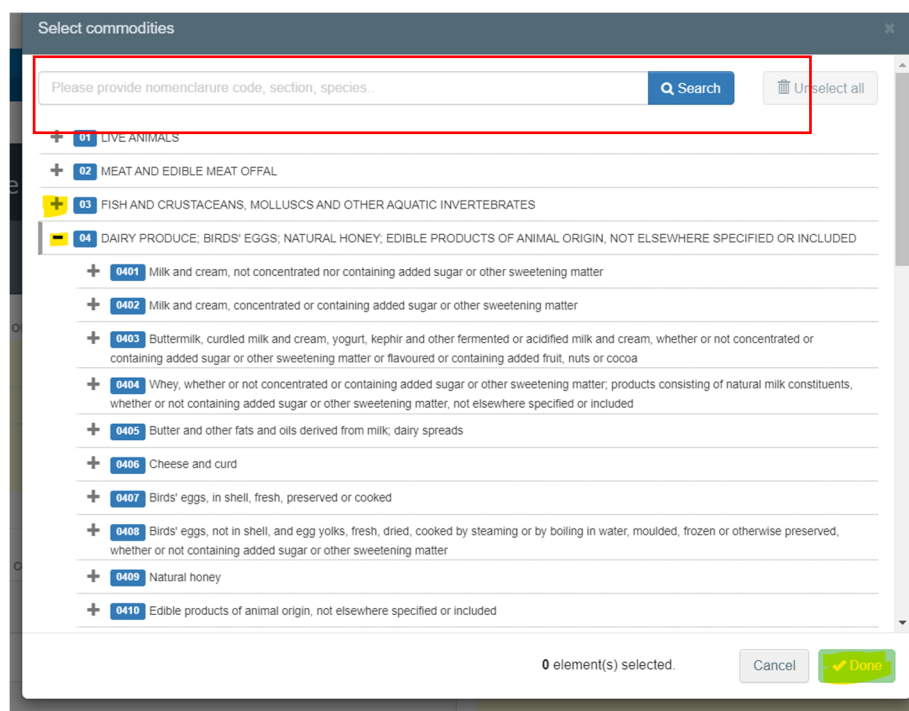 Select commodities
×
Please provide nomenclarure code, section, species..
Search
Unselect all
01 LIVE ANIMALS
02 MEAT AND EDIBLE MEAT OFFAL
03 FISH AND CRUSTACEANS, MOLLUSCS AND OTHER AQUATIC INVERTEBRATES
04 DAIRY PRODUCE; BIRDS' EGGS; NATURAL HONEY; EDIBLE PRODUCTS OF ANIMAL ORIGIN, NOT ELSEWHERE SPECIFIED OR INCLUDED
0401 Milk and cream, not concentrated nor containing added sugar or other sweetening matter
0402 Milk and cream, concentrated or containing added sugar or other sweetening matter
0403 Buttermilk, curdled milk and cream, yogurt, kephir and other fermented or acidified milk and cream, whether or not concentrated or
containing added sugar or other sweetening matter or flavoured or containing added fruit, nuts or cocoa
0404 Whey, whether or not concentrated or containing added sugar or other sweetening matter; products consisting of natural milk constituents,
whether or not containing added sugar or other sweetening matter, not elsewhere specified or included
0405 Butter and other fats and oils derived from milk; dairy spreads
0406 Cheese and curd
0407 Birds' eggs, in shell, fresh, preserved or cooked
0408 Birds' eggs, not in shell, and egg yolks, fresh, dried, cooked by steaming or by boiling in water, moulded, frozen or otherwise preserved,
whether or not containing added sugar or other sweetening matter
0409 Natural honey
0410 Edible products of animal origin, not elsewhere specified or included
0 element(s) selected.
Cancel
Done